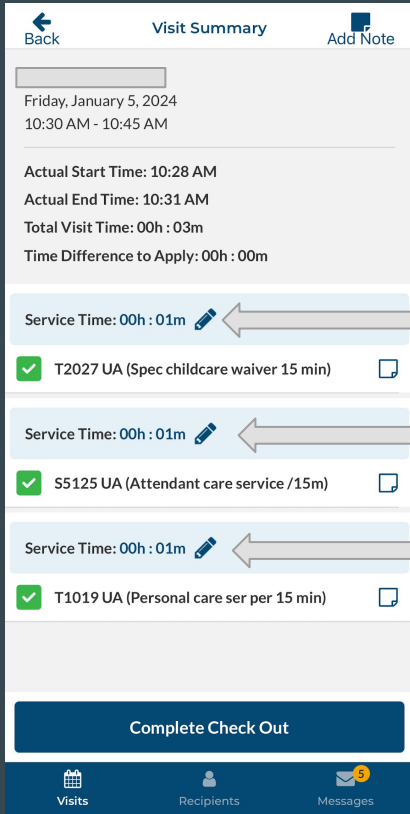 Back
Visit Summary
Add Note
Friday, January 5, 2024
10:30 AM - 10:45 AM
Actual Start Time: 10:28 AM
Actual End Time: 10:31 AM
Total Visit Time: 00h : 03m
Time Difference to Apply: 00h : 00m
Service Time: 00h : 01m
T2027 UA (Spec childcare waiver 15 min)
Service Time: 00h : 01m
S5125 UA (Attendant care service /15m)
Service Time: 00h : 01m
T1019 UA (Personal care ser per 15 min)
Complete Check Out
5
Visits
Recipients
Messages